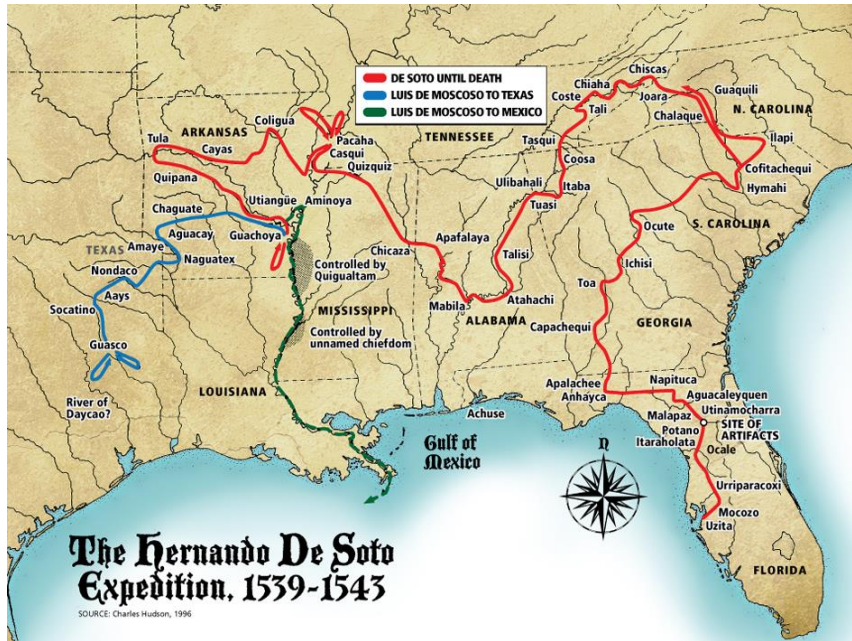 DE SOTO UNTIL DEATH
LUIS DE MOSCOSO TO TEXAS
LUIS DE MOSCOSO TO MEXICO
Chiscas
Chiaha
Guaquili
Coste
Joara
Tali
N. CAROLINA
Chalaque
Coligua
ARKANSAS
Tula
Cayas
Pacaha
TENNESSEE
Casqui
Tasqui
Ilapi
Quizquiz
Coosa
Cofitachequi
Quipana
Ulibahali
Itaba
Hymahi
Utiangüe
Aminoya
Tuasi
Chaguate
S. CAROLINA
Ocute
Aguacay
Guachoya
Apafalaya
TEXAS
Amaye
Chicaza
Talisi
Naguatex
Controlled by
Quigualtam
Ichisi
Nondaco
Toa
Aays
Atahachi
Mabila
Socatino
MISSISSIPPI
ALABAMA
GEORGIA
Controlled by
unnamed chiefdom
Capachequi
Guasco
Napituca
LOUISIANA
Apalachee
Anhayca
Aguacaleyquen
River of
Daycao?
Achuse
Malapaz
Utinamocharra
Potano
SITE OF
ARTIFACTS
Itaraholata
Gulf of
Mexico
N
Ocale
Urriparacoxi
Mocozo
Uzita
The Hernando De Soto
Expedition, 1539-1543
FLORIDA
SOURCE: Charles Hudson, 1996